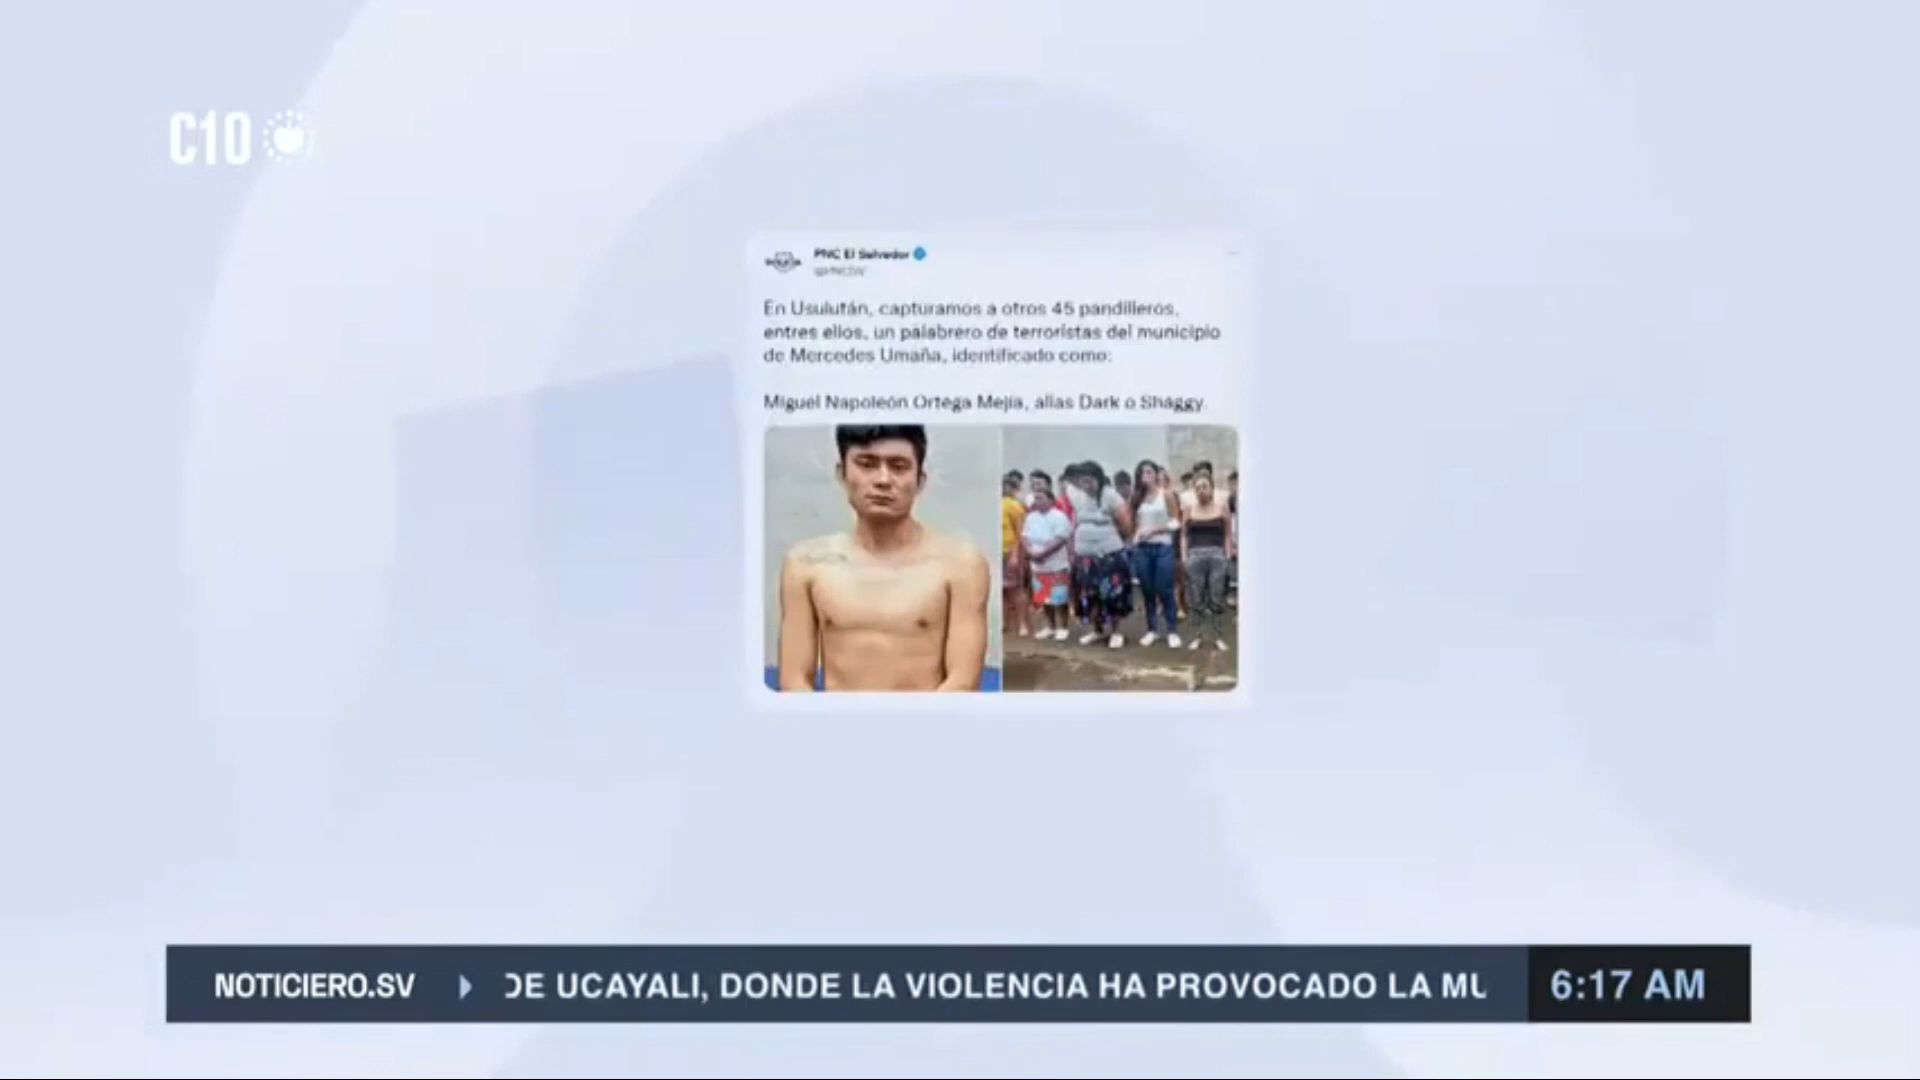 C10
PNC El Salvador
En Usulután, capturamos a otros 45 pandilleros,
entres ellos, un palabrero de terroristas del municipio
de Mercedes Umaña, identificado como:
Miguel Napoleón Ortega Mejía, alias Dark o Shaggy.
NOTICIERO.SV
DE UCAYALI, DONDE LA VIOLENCIA HA PROVOCADO LA MU
6:17 AM